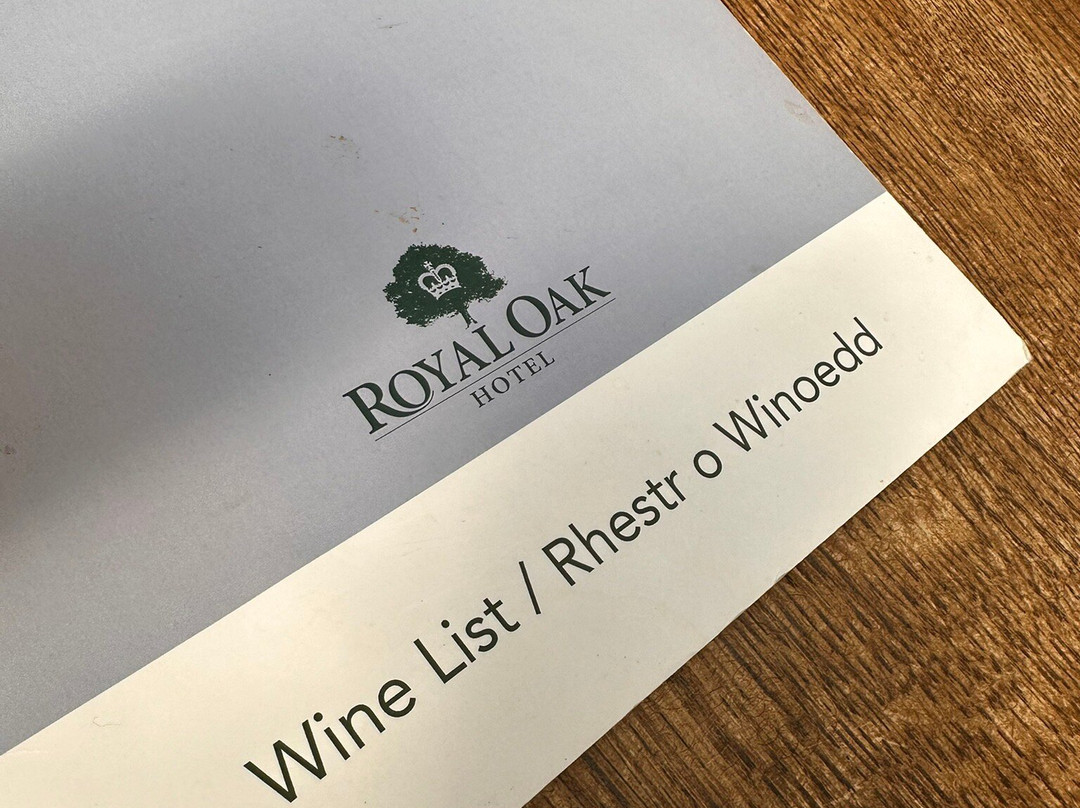 ROYAL OAK
HOTEL
Wine List / Rhestr o Winoedd